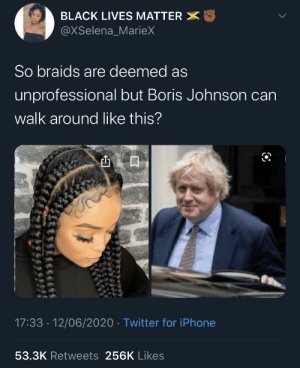 BLACK LIVES MATTER
@XSelena_MarieX
So braids are deemed as
unprofessional but Boris Johnson can
walk around like this?
17:33 · 12/06/2020 · Twitter for iPhone
53.3K Retweets 256K Likes